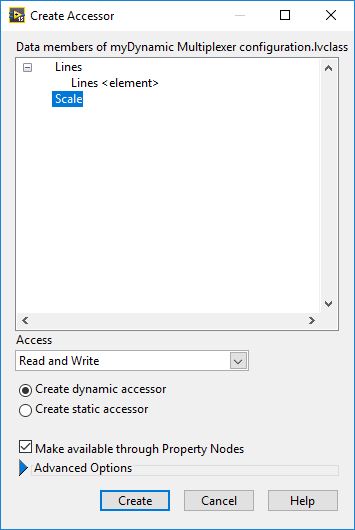 Create Accessor
Data members of myDynamic Multiplexer configuration.lvclass
Lines
Lines <element>
Scale
Access
Read and Write
Create dynamic accessor
Create static accessor
Make available through Property Nodes
Advanced Options
Create Cancel Help